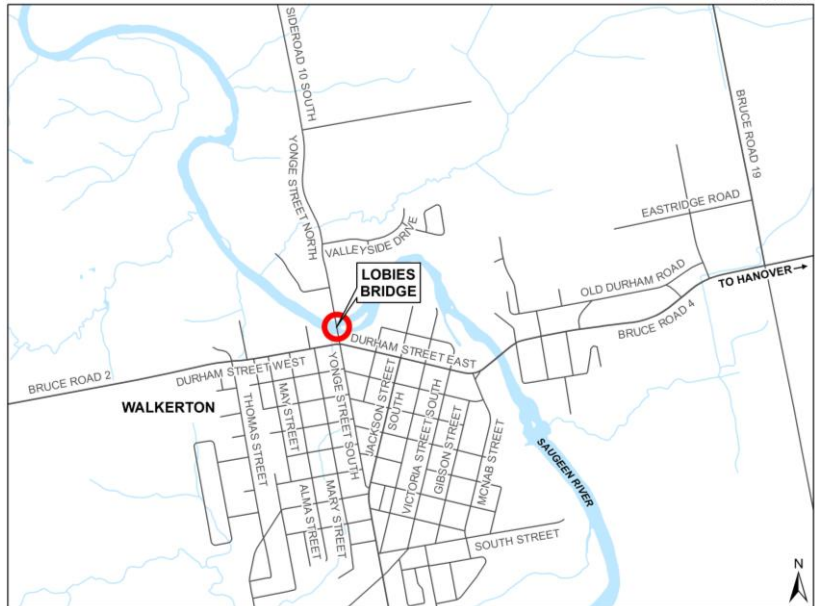 SIDEROAD 10 SOUTH
BRUCE ROAD 19
YONGE STREET NORTH
EASTRIDGE ROAD
VALLEYSIDE DRIVE
LOBIES
BRIDGE
OLD DURHAM ROAD
TO HANOVER
BRUCE ROAD 4
DURHAM STREET EAST
DURHAM STREET WEST
BRUCE ROAD 2
WALKERTON
THOMAS STREET
MAY STREET
YONGE STREET SOUTH
JACKSON STREET
SOUTH
VICTORIA STREET SOUTH
GIBSON STREET
MCNAB STREET
SAUGEEN RIVER
ALMA STREET
MARY STREET
SOUTH STREET
N